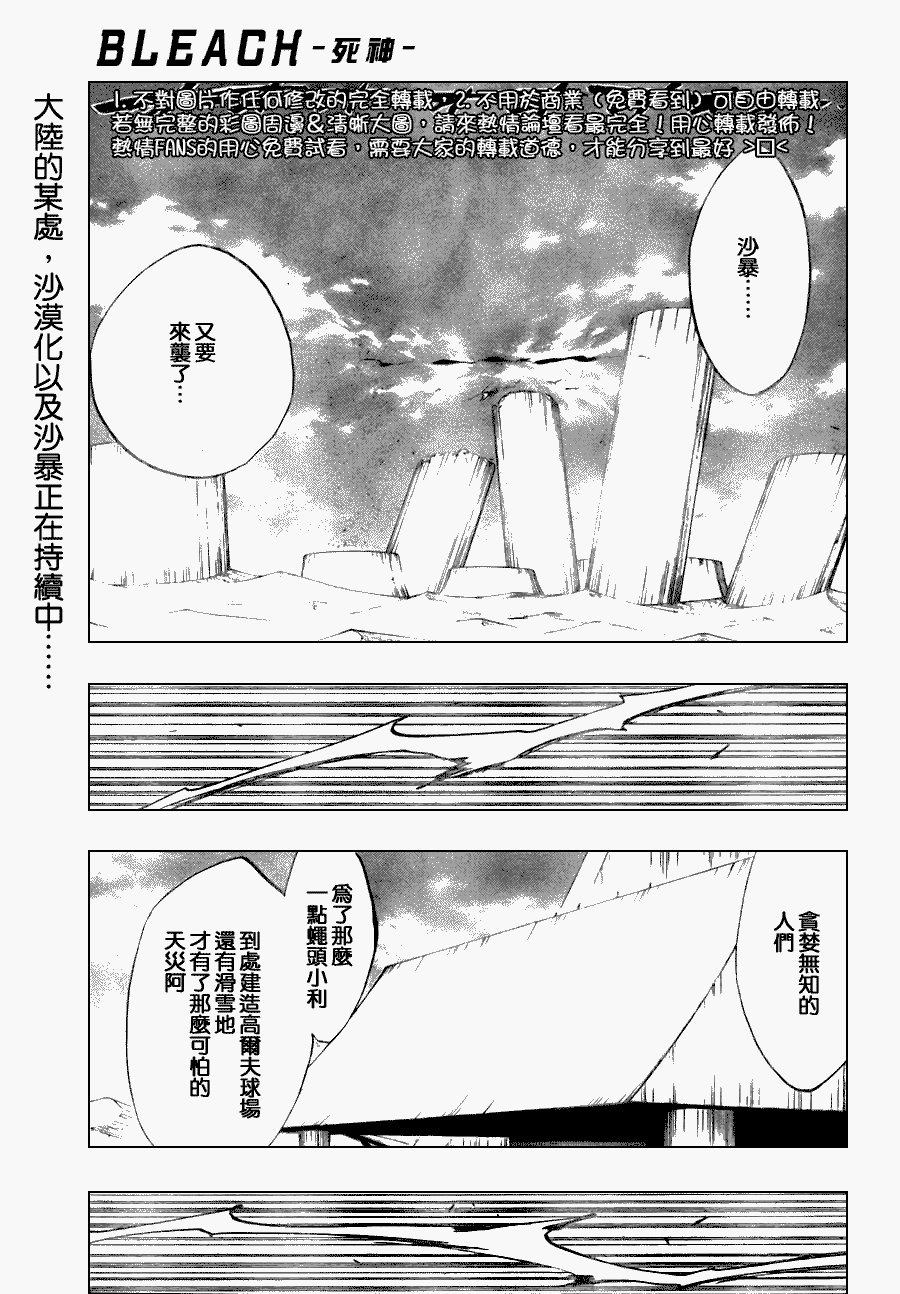 BLEACH-死神-
1. 不對圖片作任何修改的完全轉載，2. 不用於商業（免費看到）可自由轉載
若無完整的彩圖周漫&清晰大圖，請來熱情論壇看最完全！用心轉載發佈！
熱情FANS的用心免費試看，需要大家的轉載道德，才能分享到最好 >口<
沙暴……
又要
來襲了…
大陸的某處，沙漠化以及沙暴正在持續中……
貪婪無知的
人們
為了那麼
一點蠅頭小利
到處建造高爾夫球場
還有滑雪地
才有了那麼可怕的
天災阿